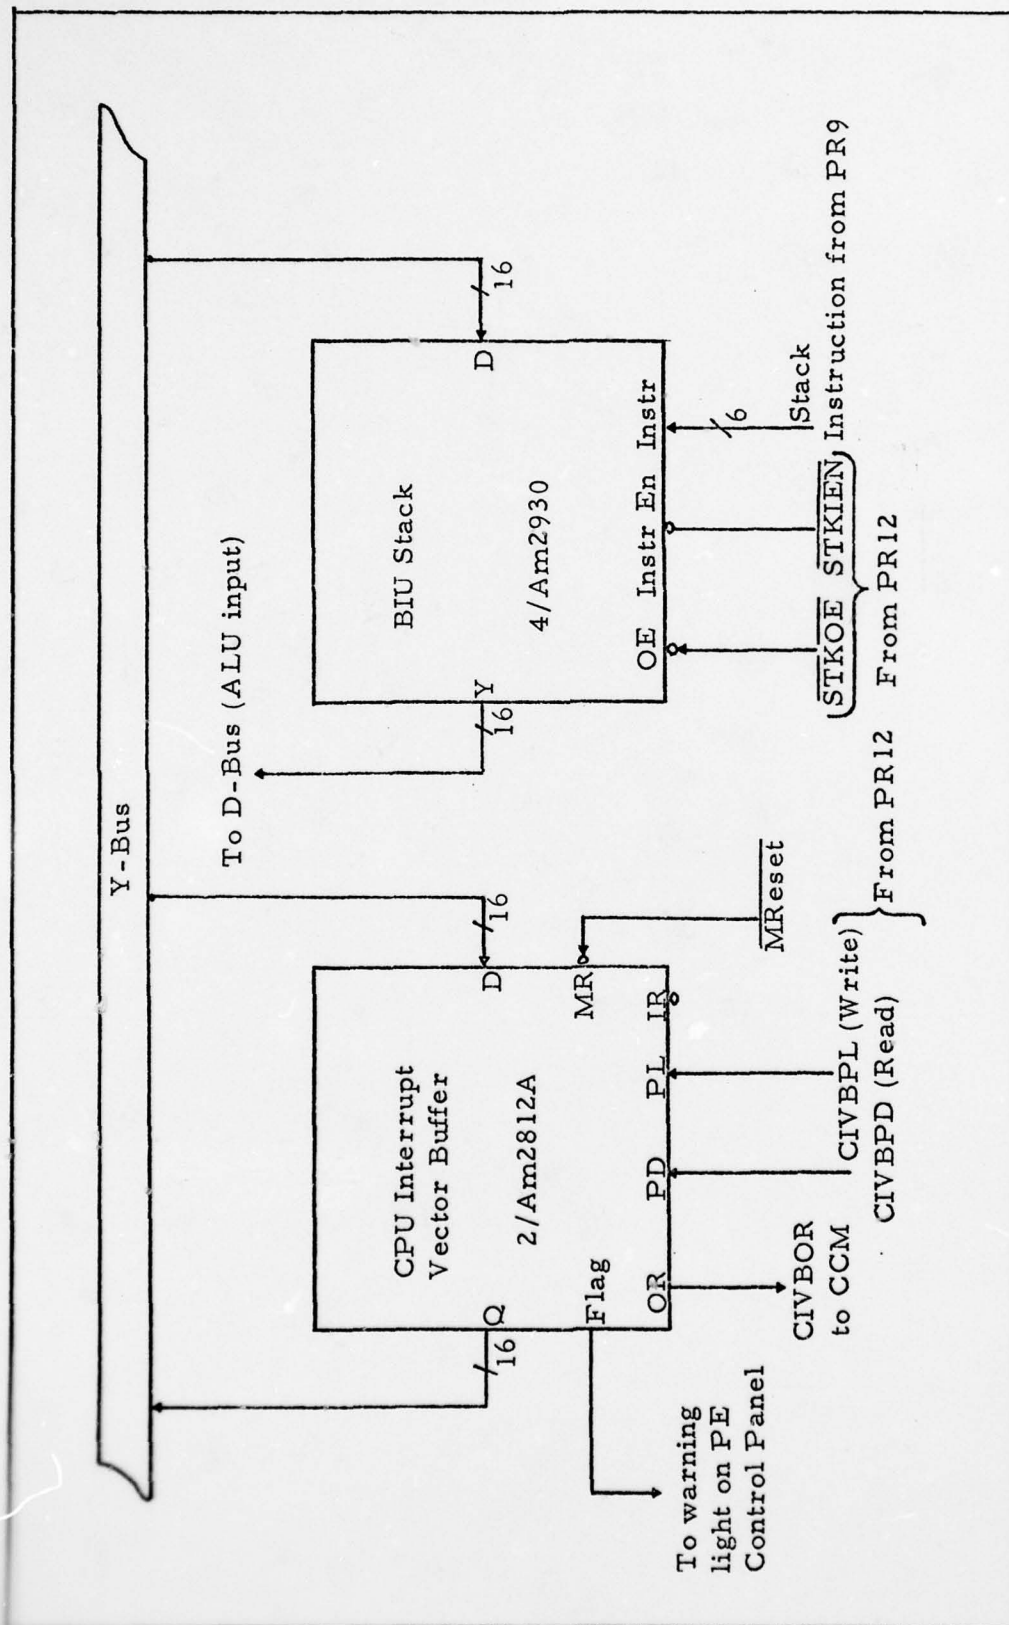 Y-Bus
To D-Bus (ALU input)
16
Q
CPU Interrupt
Vector Buffer
2/Am2812A
D
16
Flag
MR
OR
PD
PL
IR
To warning
light on PE
Control Panel
CIVBOR
to CCM
CIVBPL (Write)
CIVBPD (Read)
From PR12
MReset
16
Y
BIU Stack
4/Am2930
D
16
OE
Instr En
Instr
6
STKOE
STKIEN
From PR12
Stack
Instruction from PR9